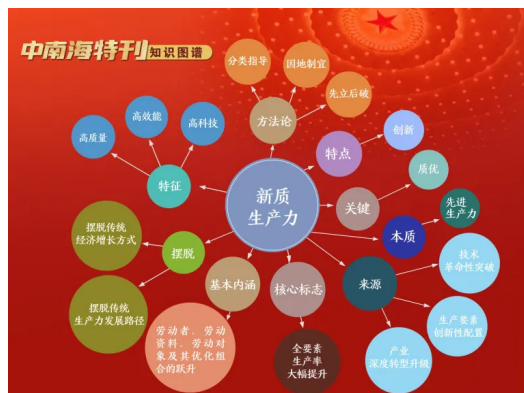 中南海特刊 知识图谱
分类指导
因地制宜
先立后破
方法论
高质量
高效能
高科技
特征
特点
创新
质优
关键
新质
生产力
先进
生产力
本质
摆脱传统
经济增长方式
摆脱
摆脱传统
生产力发展路径
基本内涵
劳动者、劳动
资料、劳动对
象及其优化组
合的跃升
核心标志
全要素
生产率
大幅提升
来源
技术
革命性突破
生产要素
创新性配置
产业
深度转型升级